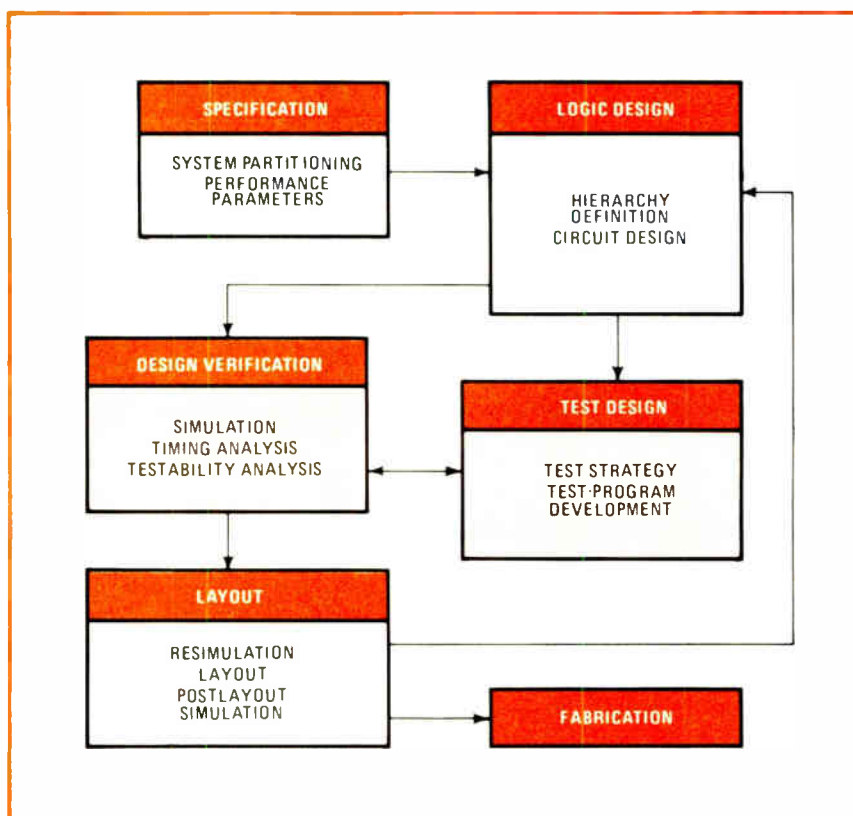 SPECIFICATION
SYSTEM PARTITIONING
PERFORMANCE
PARAMETERS
LOGIC DESIGN
HIERARCHY
DEFINITION
CIRCUIT DESIGN
DESIGN VERIFICATION
SIMULATION
TIMING ANALYSIS
TESTABILITY ANALYSIS
TEST DESIGN
TEST STRATEGY
TEST-PROGRAM
DEVELOPMENT
LAYOUT
RESIMULATION
LAYOUT
POSTLAYOUT
SIMULATION
FABRICATION